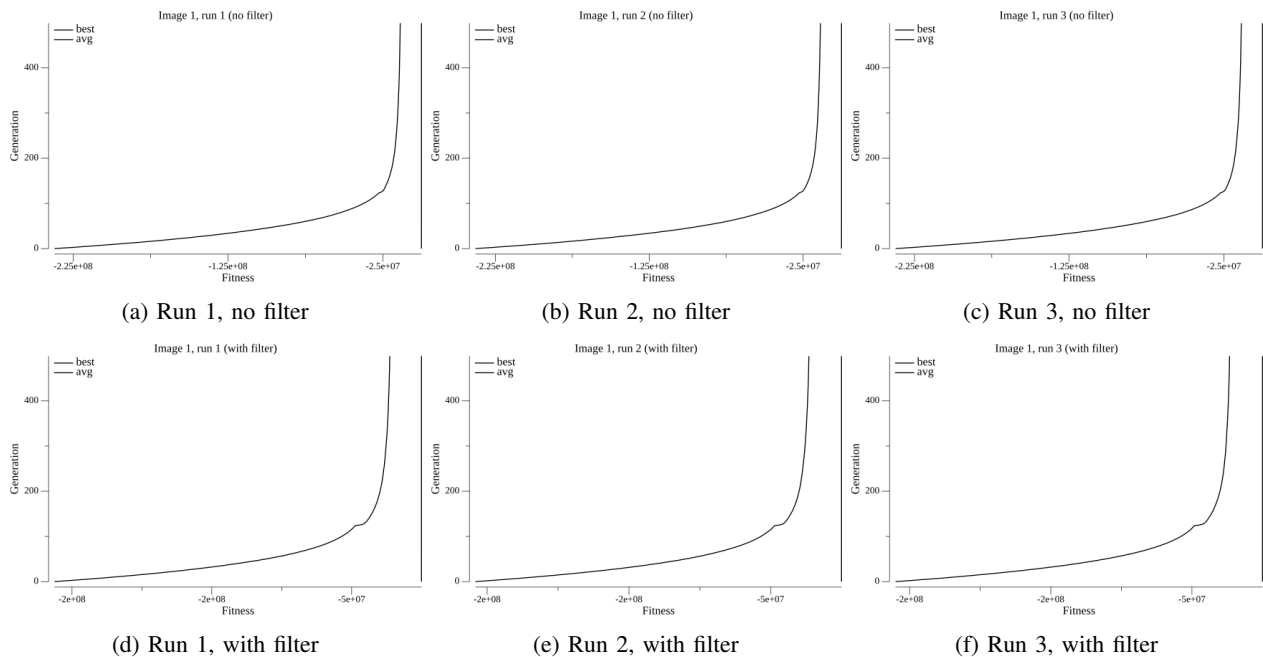 Image 1, run 1 (no filter)
best
avg
400
200
0
Generation
-2.25e+08
-1.25e+08
-2.5e+07
Fitness
(a) Run 1, no filter
Image 1, run 2 (no filter)
best
avg
400
200
0
Generation
-2.25e+08
-1.25e+08
-2.5e+07
Fitness
(b) Run 2, no filter
Image 1, run 3 (no filter)
best
avg
400
200
0
Generation
-2.25e+08
-1.25e+08
-2.5e+07
Fitness
(c) Run 3, no filter
Image 1, run 1 (with filter)
best
avg
400
200
0
Generation
-2e+08
-2e+08
-5e+07
Fitness
(d) Run 1, with filter
Image 1, run 2 (with filter)
best
avg
400
200
0
Generation
-2e+08
-2e+08
-5e+07
Fitness
(e) Run 2, with filter
Image 1, run 3 (with filter)
best
avg
400
200
0
Generation
-2e+08
-2e+08
-5e+07
Fitness
(f) Run 3, with filter